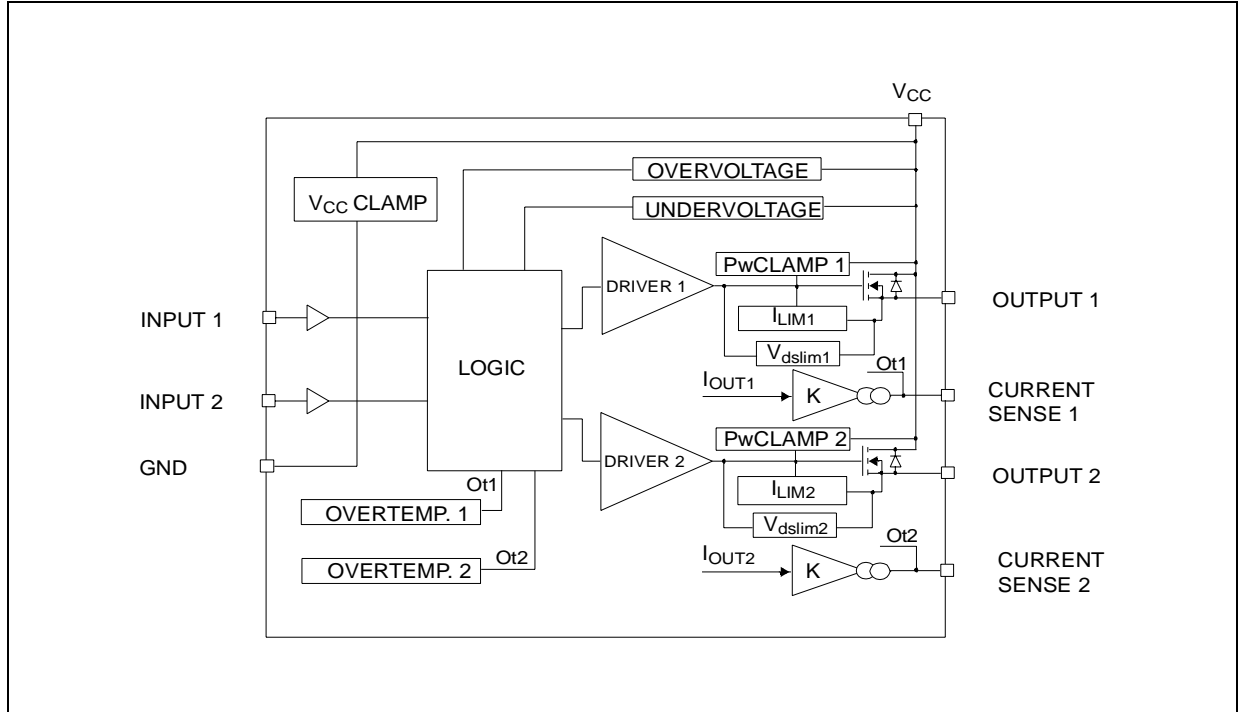 VCC
OVERVOLTAGE
VCC CLAMP
UNDERVOLTAGE
PwCLAMP 1
DRIVER 1
OUTPUT 1
INPUT 1
ILIM1
Vdslim1
LOGIC
Ot1
IOUT1
K
CURRENT
SENSE 1
INPUT 2
PwCLAMP 2
GND
DRIVER 2
OUTPUT 2
Ot1
ILIM2
OVERTEMP. 1
Vdslim2
Ot2
Ot2
IOUT2
K
CURRENT
SENSE 2
OVERTEMP. 2